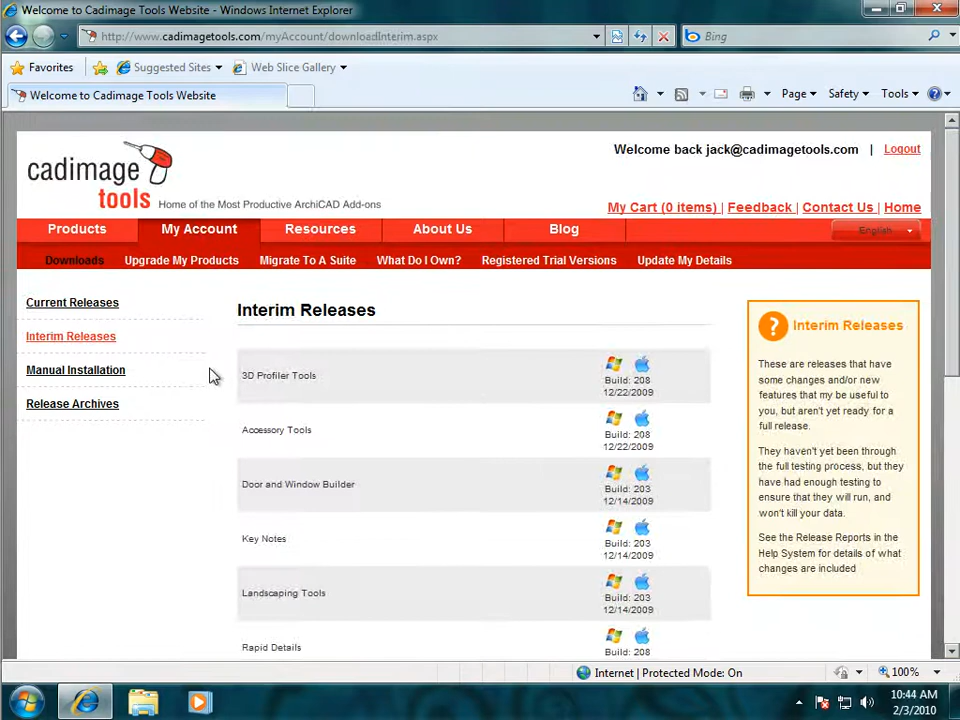 Welcome to Cadimage Tools Website - Windows Internet Explorer
http://www.cadimagetools.com/myAccount/downloadInterim.aspx
Bing
Favorites
Suggested Sites
Web Slice Gallery
Welcome to Cadimage Tools Website
Page
Safety
Tools
cadimage
tools
Home of the Most Productive ArchiCAD Add-ons
Welcome back jack@cadimagetools.com | Logout
My Cart (0 items) | Feedback | Contact Us | Home
Products
My Account
Resources
About Us
Blog
English
Downloads
Upgrade My Products
Migrate To A Suite
What Do I Own?
Registered Trial Versions
Update My Details
Current Releases
Interim Releases
Manual Installation
Release Archives
Interim Releases
3D Profiler Tools
Build: 208
12/22/2009
Accessory Tools
Build: 208
12/22/2009
Door and Window Builder
Build: 203
12/14/2009
Key Notes
Build: 203
12/14/2009
Landscaping Tools
Build: 203
12/14/2009
Rapid Details
Build: 208
? Interim Releases
These are releases that have
some changes and/or new
features that my be useful to
you, but aren't yet ready for a
full release.
They haven't yet been through
the full testing process, but they
have had enough testing to
ensure that they will run, and
won't kill your data.
See the Release Reports in the
Help System for details of what
changes are included
Internet | Protected Mode: On
100%
10:44 AM
2/3/2010